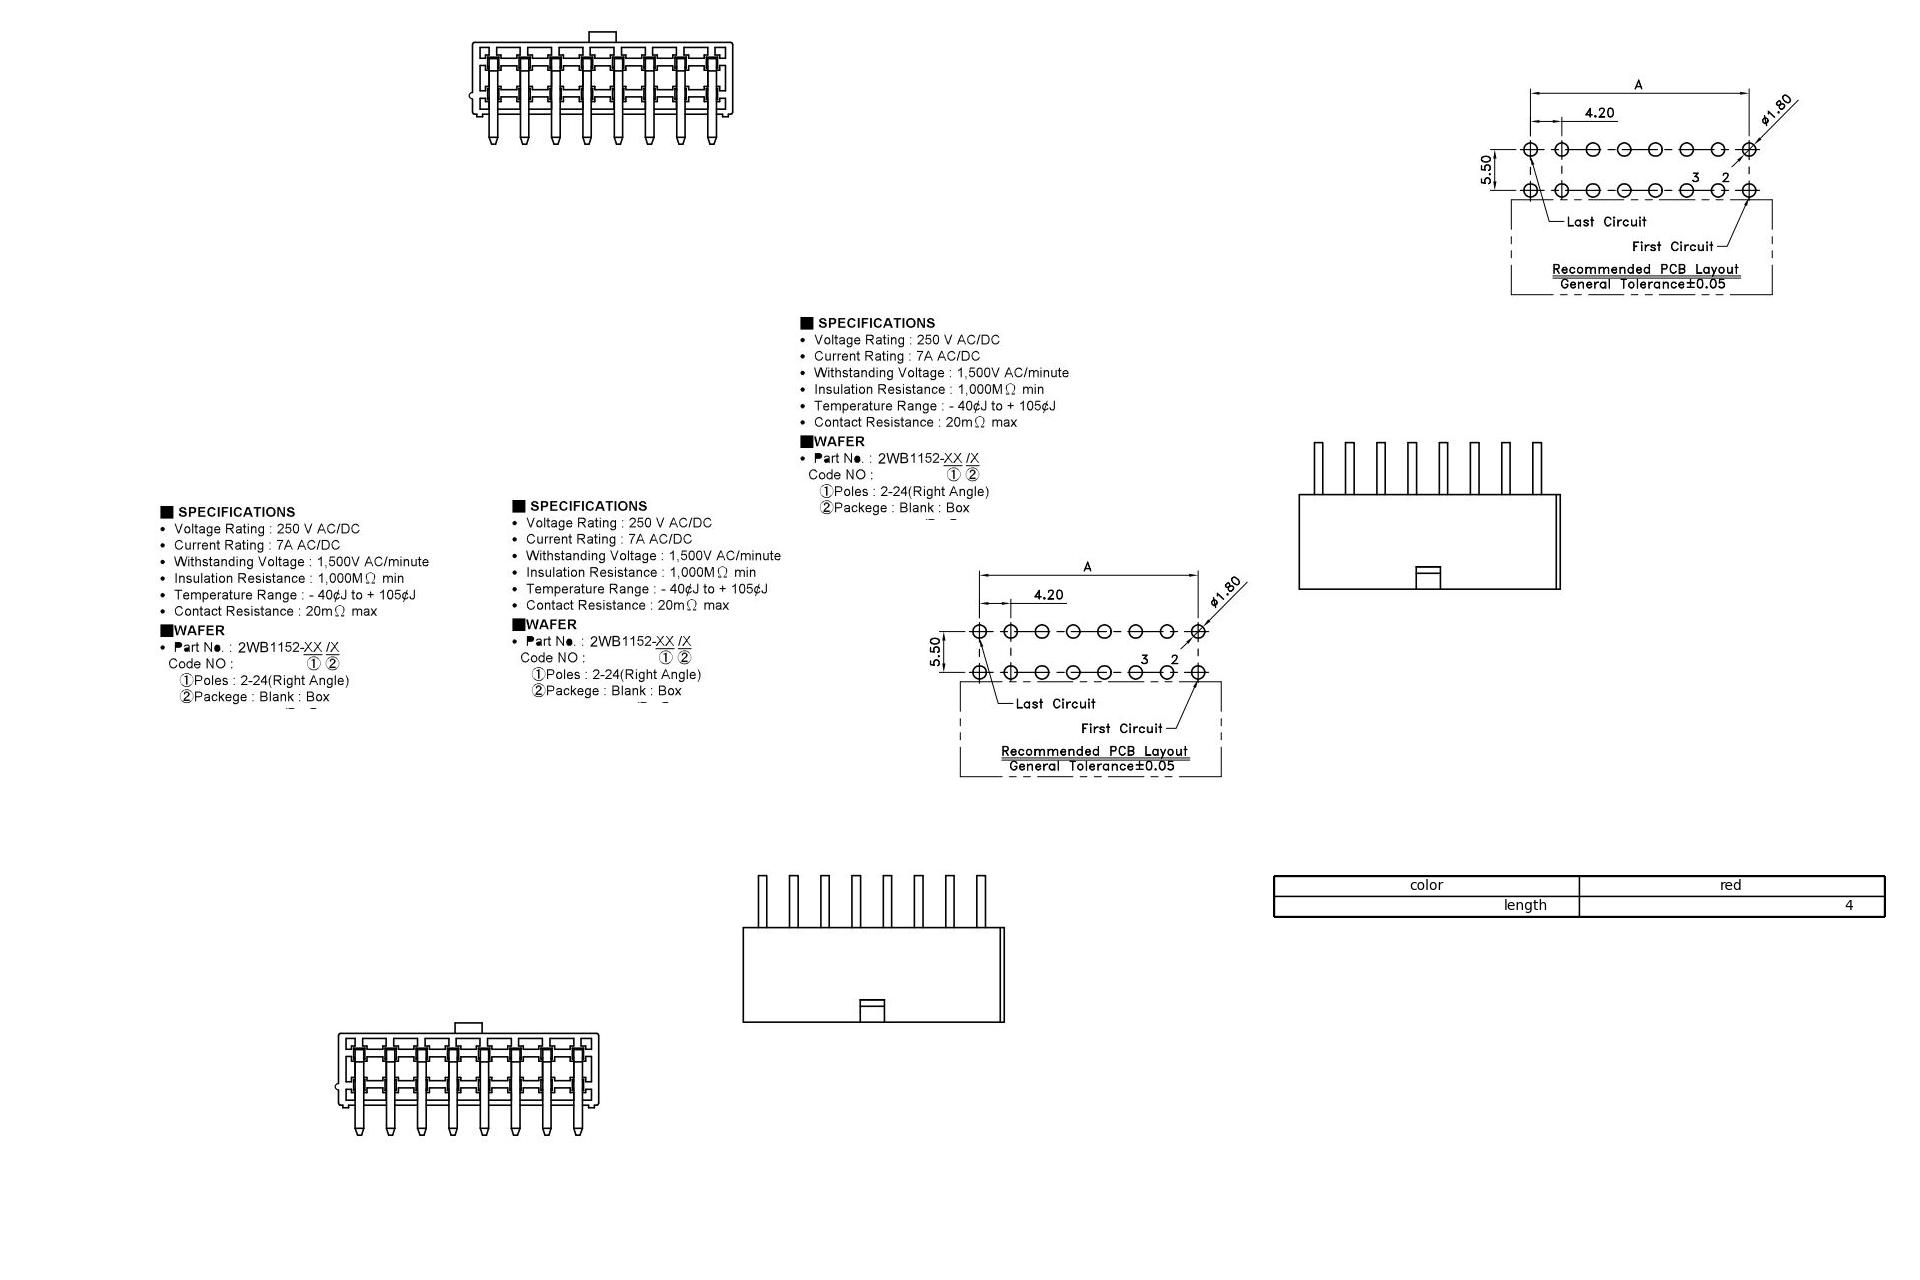 A
4.20
ø1.80
5.50
3 2
Last Circuit
First Circuit
Recommended PCB Layout
General Tolerance±0.05
■ SPECIFICATIONS
• Voltage Rating : 250 V AC/DC
• Current Rating : 7A AC/DC
• Withstanding Voltage : 1,500V AC/minute
• Insulation Resistance : 1,000MΩ min
• Temperature Range : - 40¢J to + 105¢J
• Contact Resistance : 20mΩ max
■WAFER
• Part No. : 2WB1152-XX /X
Code NO : ① ②
①Poles : 2-24(Right Angle)
②Packege : Blank : Box
■ SPECIFICATIONS
• Voltage Rating : 250 V AC/DC
• Current Rating : 7A AC/DC
• Withstanding Voltage : 1,500V AC/minute
• Insulation Resistance : 1,000MΩ min
• Temperature Range : - 40¢J to + 105¢J
• Contact Resistance : 20mΩ max
■WAFER
• Part No. : 2WB1152-XX /X
Code NO : ① ②
①Poles : 2-24(Right Angle)
②Packege : Blank : Box
■ SPECIFICATIONS
• Voltage Rating : 250 V AC/DC
• Current Rating : 7A AC/DC
• Withstanding Voltage : 1,500V AC/minute
• Insulation Resistance : 1,000MΩ min
• Temperature Range : - 40¢J to + 105¢J
• Contact Resistance : 20mΩ max
■WAFER
• Part No. : 2WB1152-XX /X
Code NO : ① ②
①Poles : 2-24(Right Angle)
②Packege : Blank : Box
A
4.20
ø1.80
5.50
3 2
Last Circuit
First Circuit
Recommended PCB Layout
General Tolerance±0.05
color red
length 4